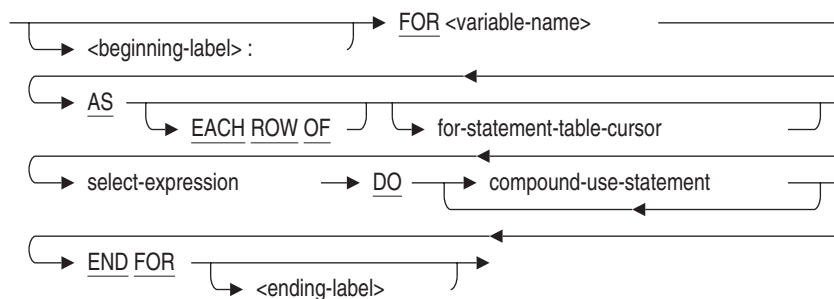 FOR <variable-name>
<beginning-label> :
AS
EACH ROW OF
for-statement-table-cursor
select-expression
DO
compound-use-statement
END FOR
<ending-label>